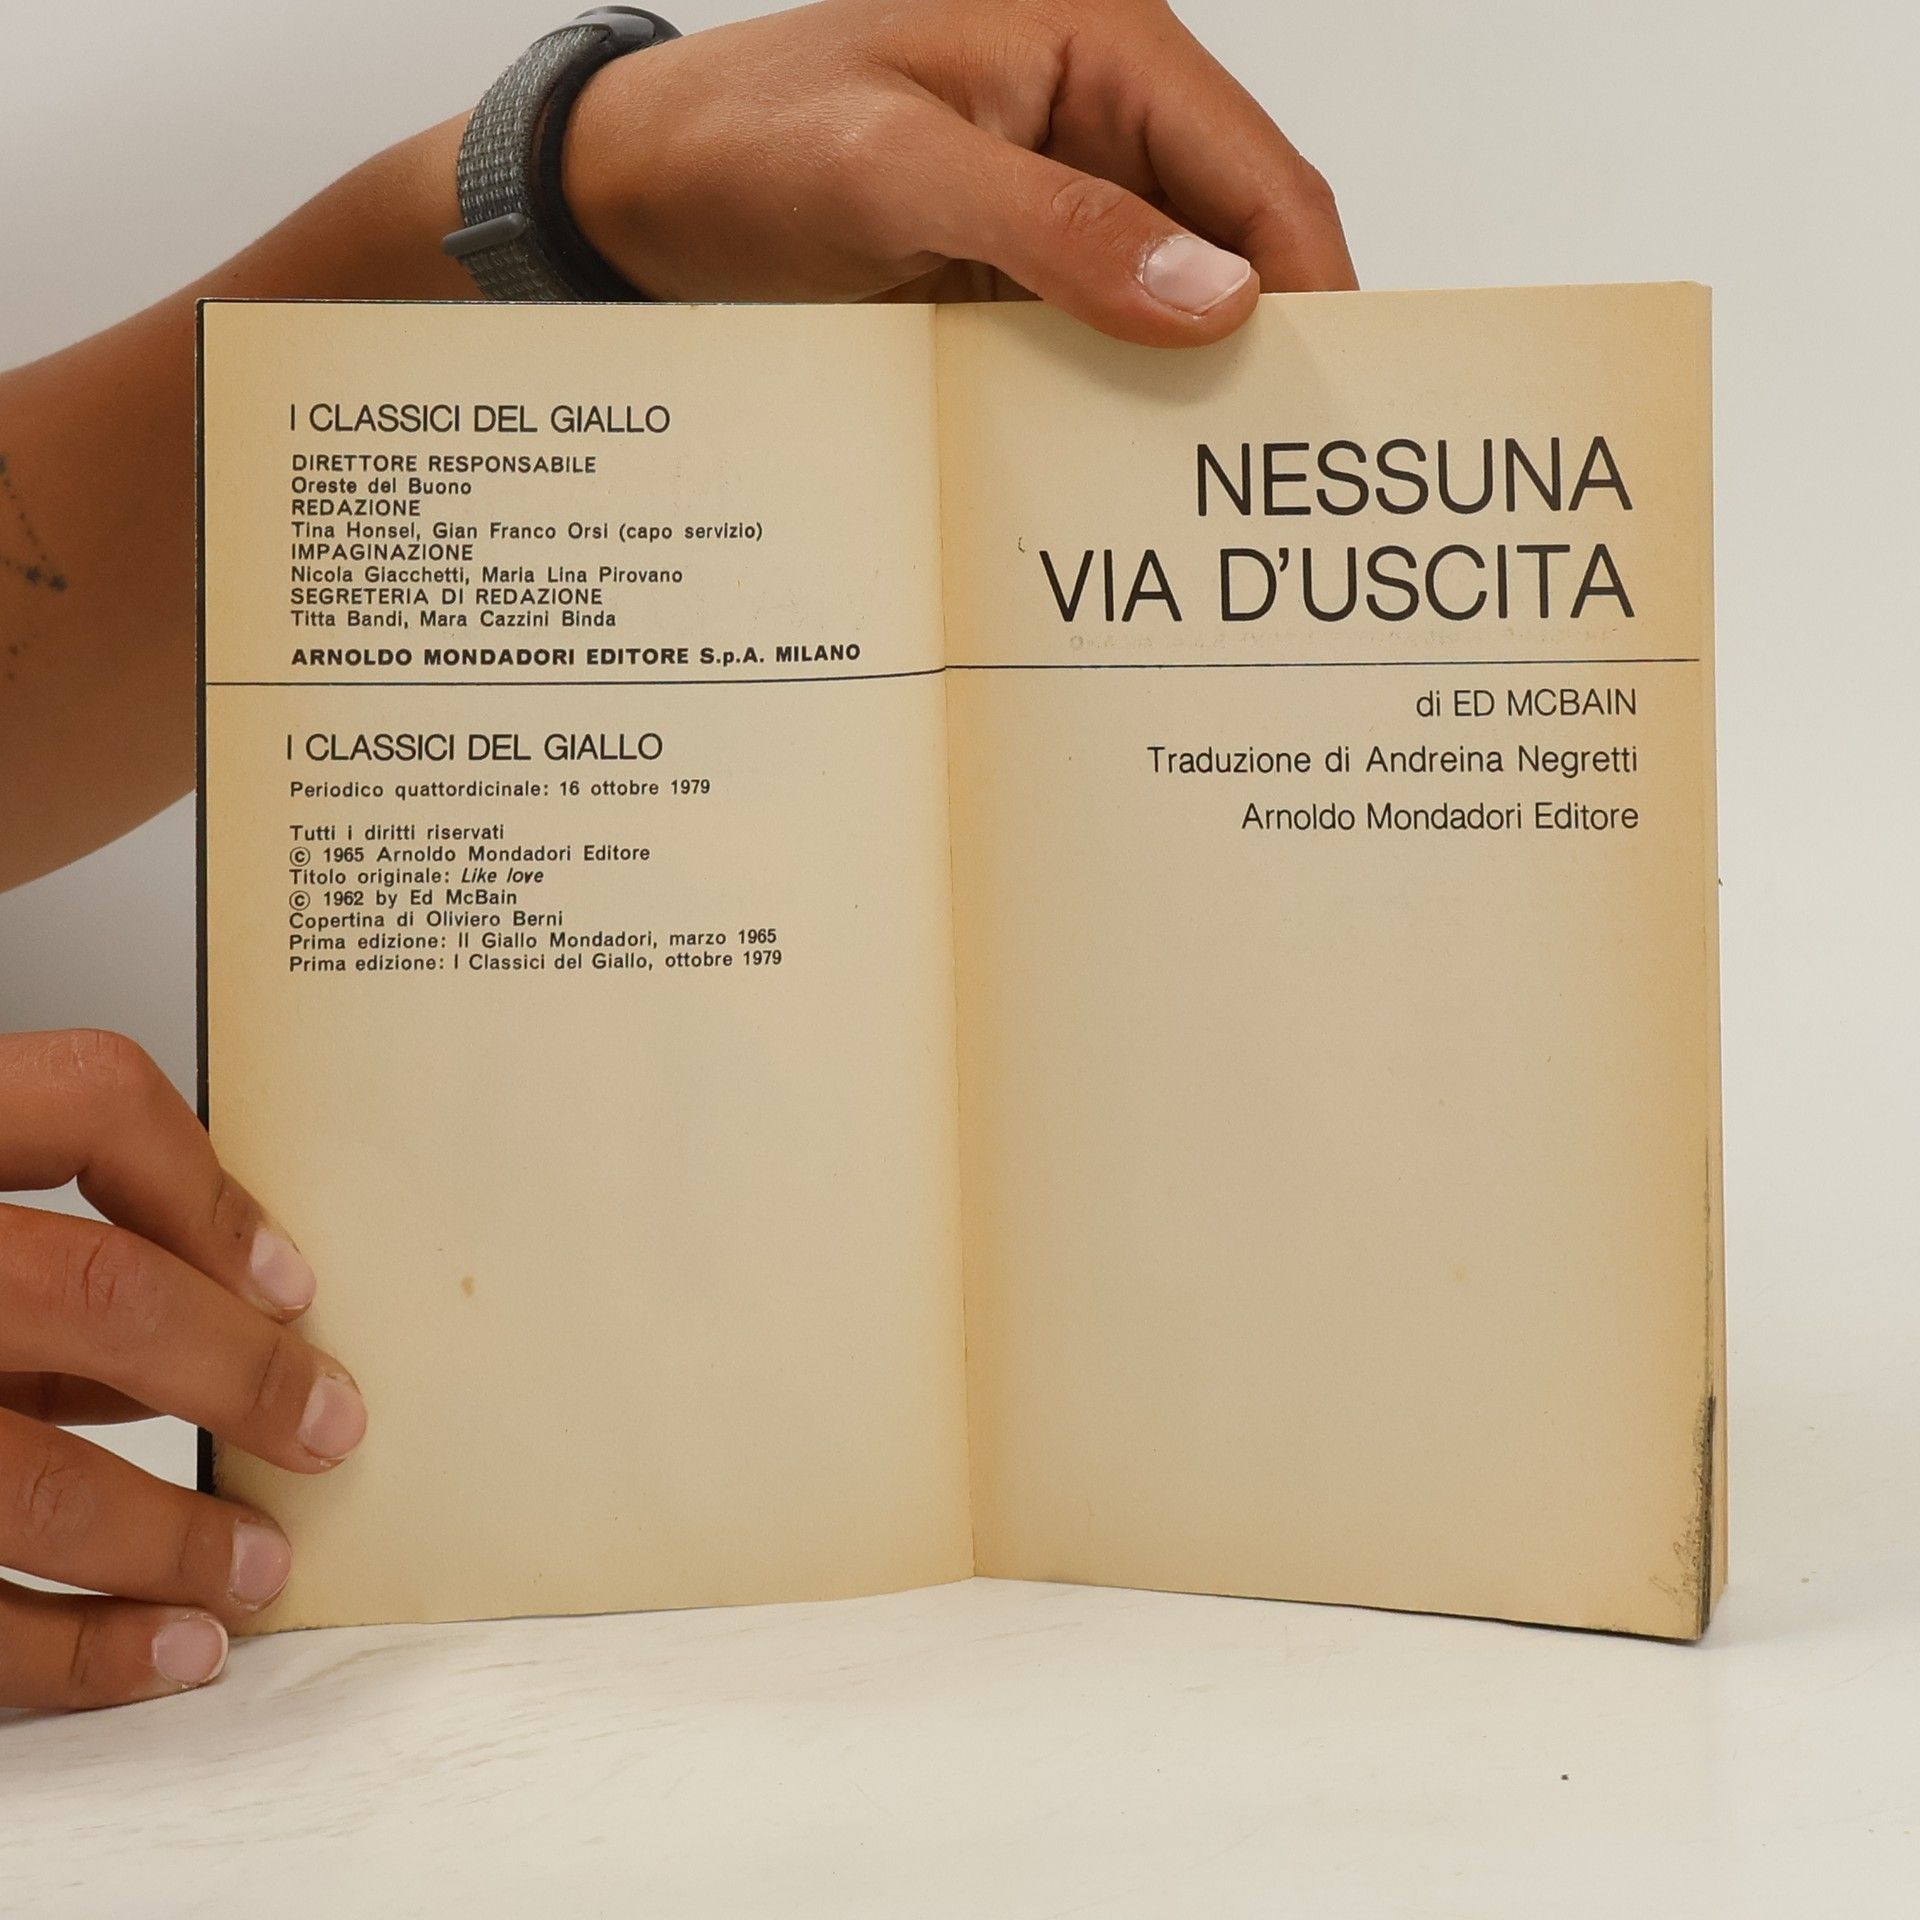 I CLASSICI DEL GIALLO
DIRETTORE RESPONSABILE
Oreste del Buono
REDAZIONE
Tina Honsel, Gian Franco Orsi (capo servizio)
IMPAGINAZIONE
Nicola Giacchetti, Maria Lina Pirovano
SEGRETERIA DI REDAZIONE
Titta Bandi, Mara Cazzini Binda
ARNOLDO MONDADORI EDITORE S.p.A. MILANO
I CLASSICI DEL GIALLO
Periodico quattordicinale: 16 ottobre 1979
Tutti i diritti riservati
© 1965 Arnoldo Mondadori Editore
Titolo originale: Like love
© 1962 by Ed McBain
Copertina di Oliviero Berni
Prima edizione: Il Giallo Mondadori, marzo 1965
Prima edizione: I Classici del Giallo, ottobre 1979
NESSUNA
VIA D'USCITA
di ED MCBAIN
Traduzione di Andreina Negretti
Arnoldo Mondadori Editore